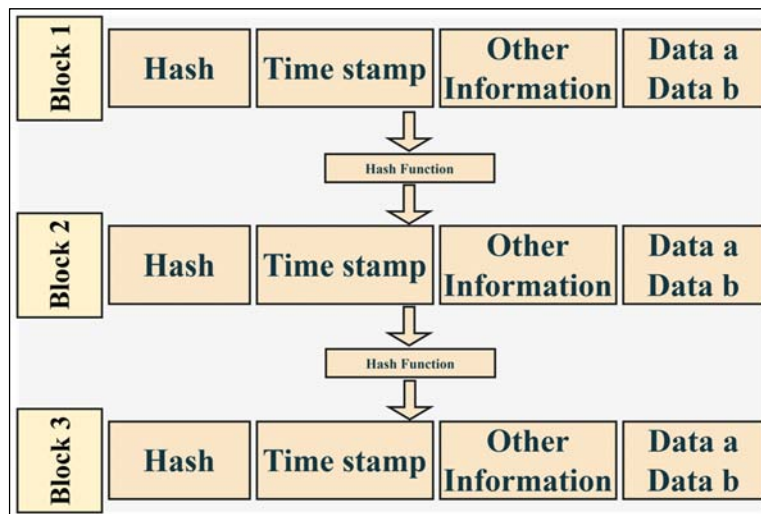 Block 1
Hash
Time stamp
Other
Information
Data a
Data b
Hash Function
Block 2
Hash
Time stamp
Other
Information
Data a
Data b
Hash Function
Block 3
Hash
Time stamp
Other
Information
Data a
Data b